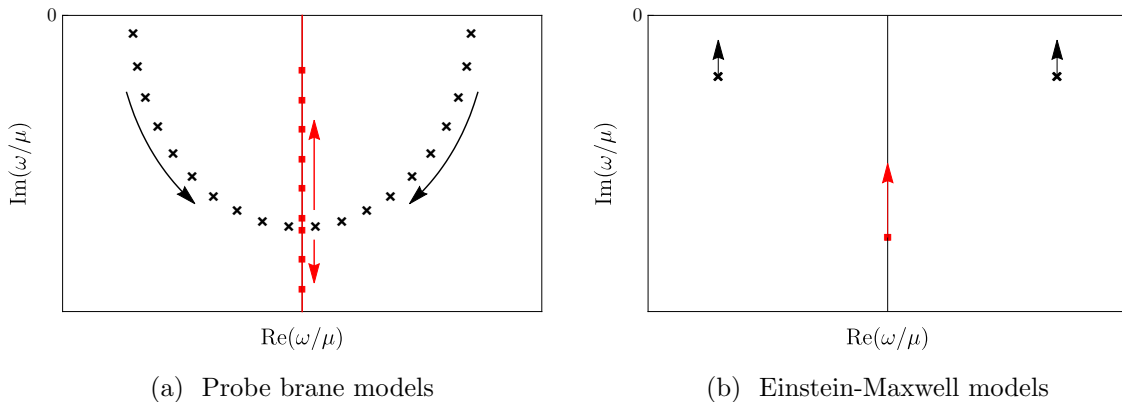 0
Im(ω/μ)
Re(ω/μ)
(a) Probe brane models
0
Im(ω/μ)
Re(ω/μ)
(b) Einstein-Maxwell models